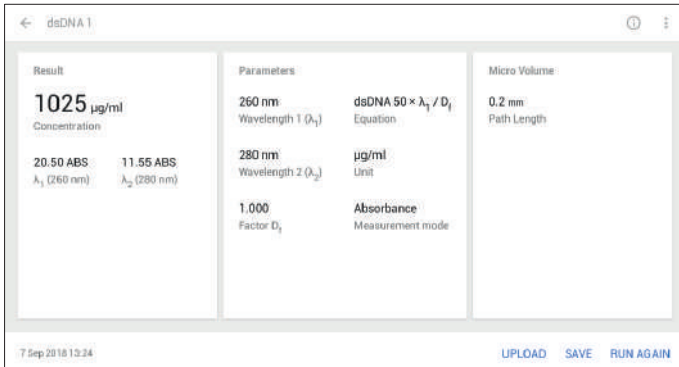 dsDNA 1
Result
1025 µg/ml
Concentration
20.50 ABS 11.55 ABS
λ₁ (260 nm) λ₂ (280 nm)
Parameters
260 nm dsDNA 50 × λ₁ / Df
Wavelength 1 (λ₁) Equation
280 nm µg/ml
Wavelength 2 (λ₂) Unit
1.000 Absorbance
Factor Df Measurement mode
Micro Volume
0.2 mm
Path Length
7 Sep 2018 13:24 UPLOAD SAVE RUN AGAIN